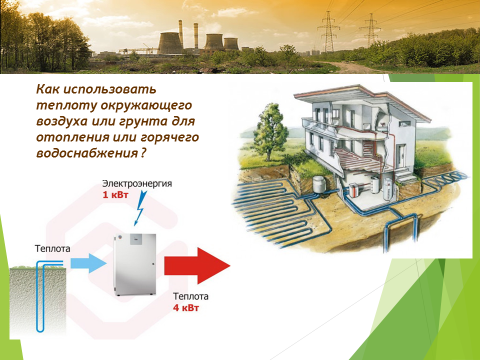 Как использовать
теплоту окружающего
воздуха или грунта для
отопления или горячего
водоснабжения ?
Электроэнергия
1 кВт
Теплота
Теплота
4 кВт